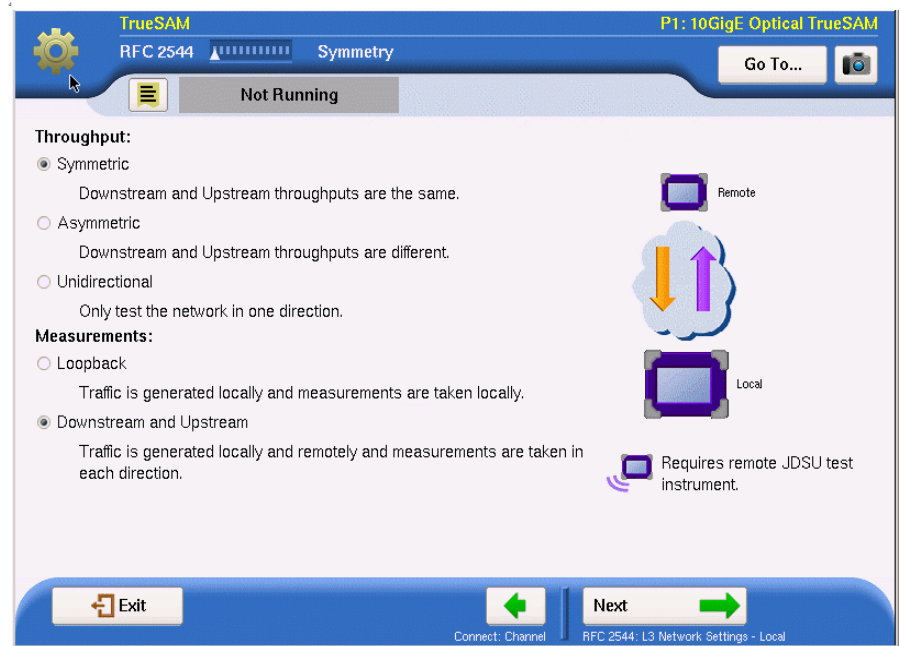 TrueSAM
P1: 10GigE Optical TrueSAM
RFC 2544
Symmetry
Go To...
Not Running
Throughput:
Symmetric
Downstream and Upstream throughputs are the same.
Remote
Asymmetric
Downstream and Upstream throughputs are different.
Unidirectional
Only test the network in one direction.
Measurements:
Loopback
Traffic is generated locally and measurements are taken locally.
Local
Downstream and Upstream
Traffic is generated locally and remotely and measurements are taken in
each direction.
Requires remote JDSU test
instrument.
Exit
Next
Connect: Channel
RFC 2544: L3 Network Settings - Local